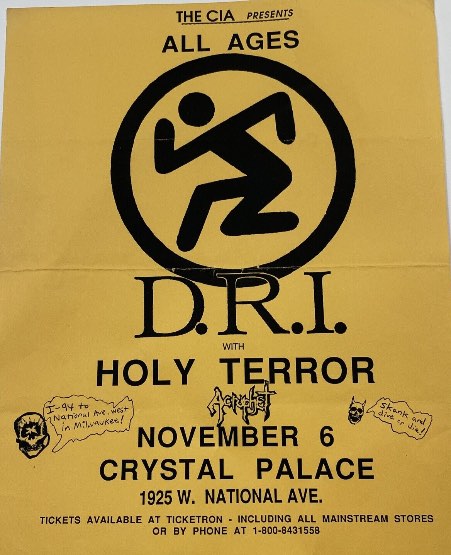 THE CIA PRESENTS
ALL AGES
D.R.I.
WITH
HOLY TERROR
Acrophet
I-94 to
National Ave. west
in Milwaukee!
Skank and
dive or die!
NOVEMBER 6
CRYSTAL PALACE
1925 W. NATIONAL AVE.
TICKETS AVAILABLE AT TICKETRON - INCLUDING ALL MAINSTREAM STORES
OR BY PHONE AT 1-800-8431558